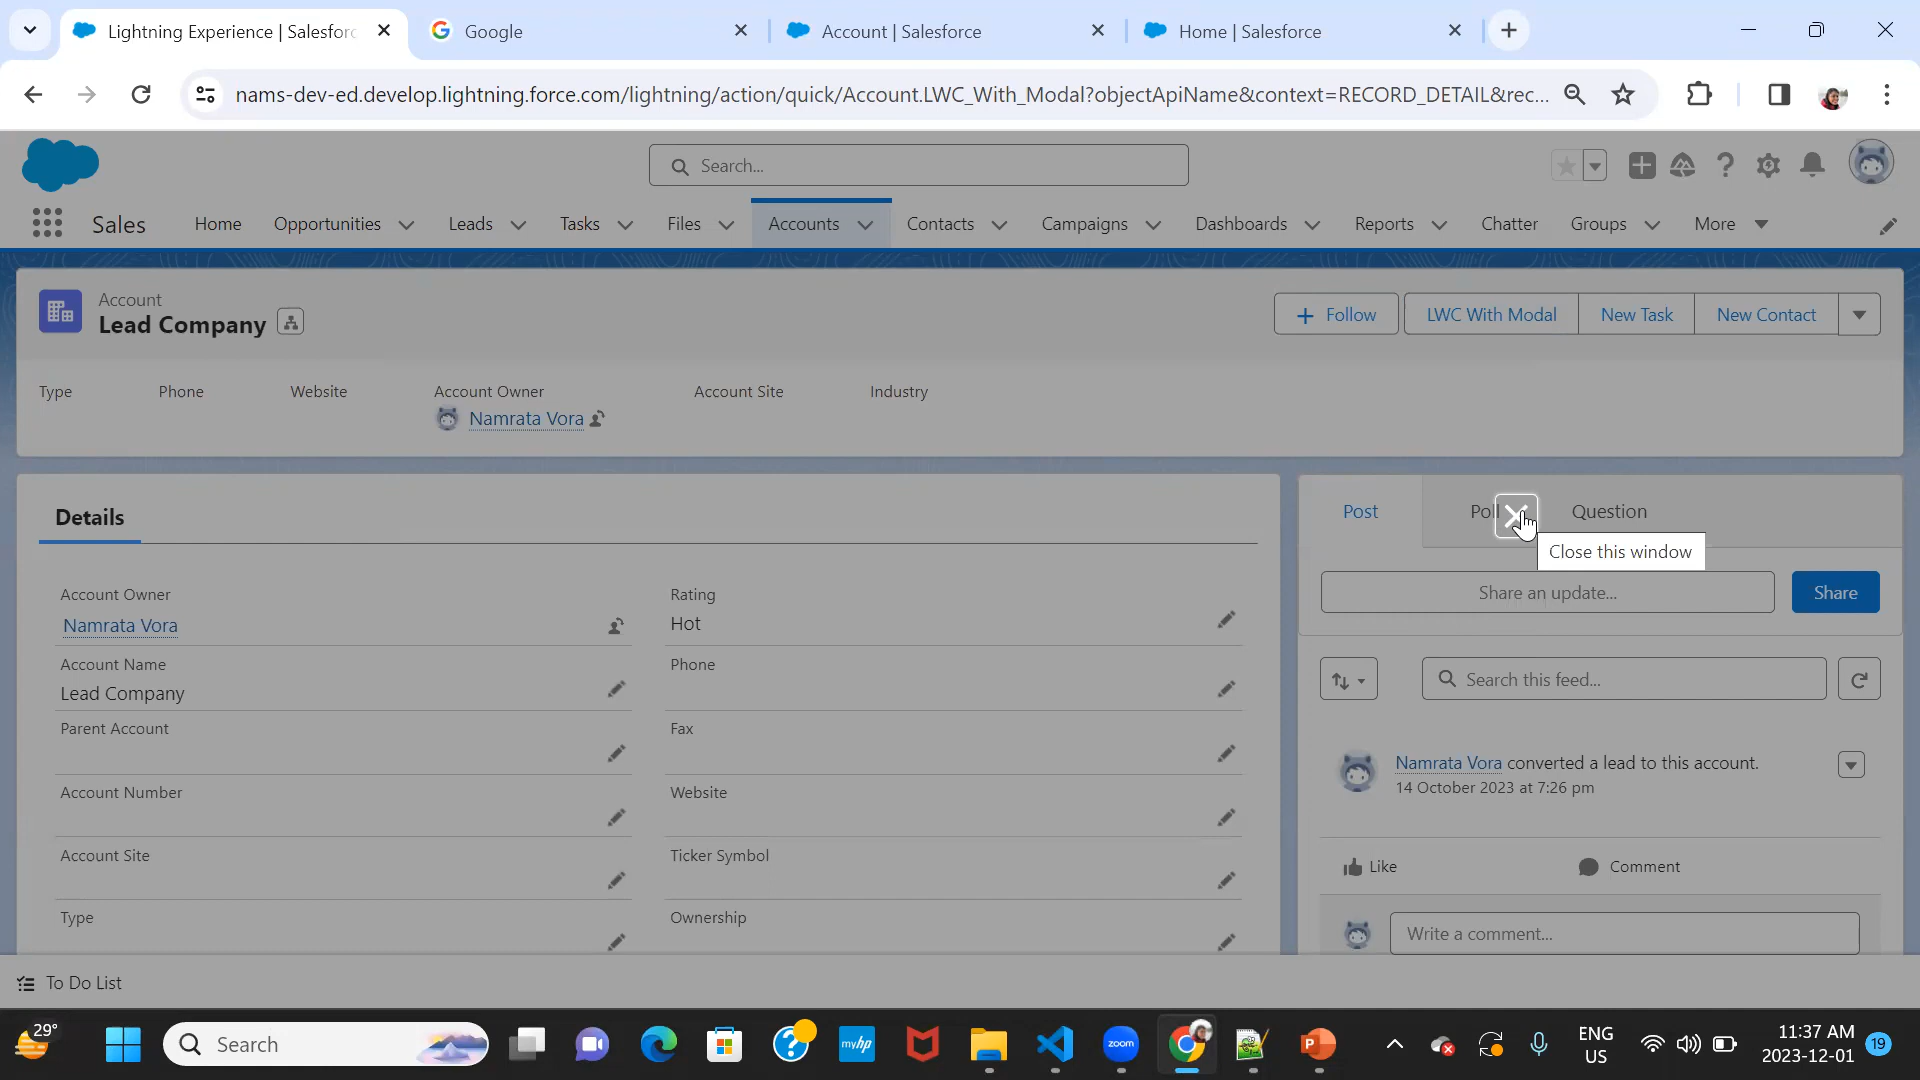 Lightning Experience | Salesforc
Google
Account | Salesforce
Home | Salesforce
nams-dev-ed.develop.lightning.force.com/lightning/action/quick/Account.LWC_With_Modal?objectApiName&context=RECORD_DETAIL&rec...
Search...
Sales
Home
Opportunities
Leads
Tasks
Files
Accounts
Contacts
Campaigns
Dashboards
Reports
Chatter
Groups
More
Account
Lead Company
Follow
LWC With Modal
New Task
New Contact
Type
Phone
Website
Account Owner
Account Site
Industry
Namrata Vora
Details
Post
Poll
Question
Close this window
Share an update...
Share
Account Owner
Namrata Vora
Rating
Hot
Account Name
Lead Company
Phone
Parent Account
Fax
Account Number
Website
Account Site
Ticker Symbol
Type
Ownership
Search this feed...
Namrata Vora converted a lead to this account.
14 October 2023 at 7:26 pm
Like
Comment
Write a comment...
To Do List
29°
Search
myhp
zoom
P
ENG
US
11:37 AM
2023-12-01
19